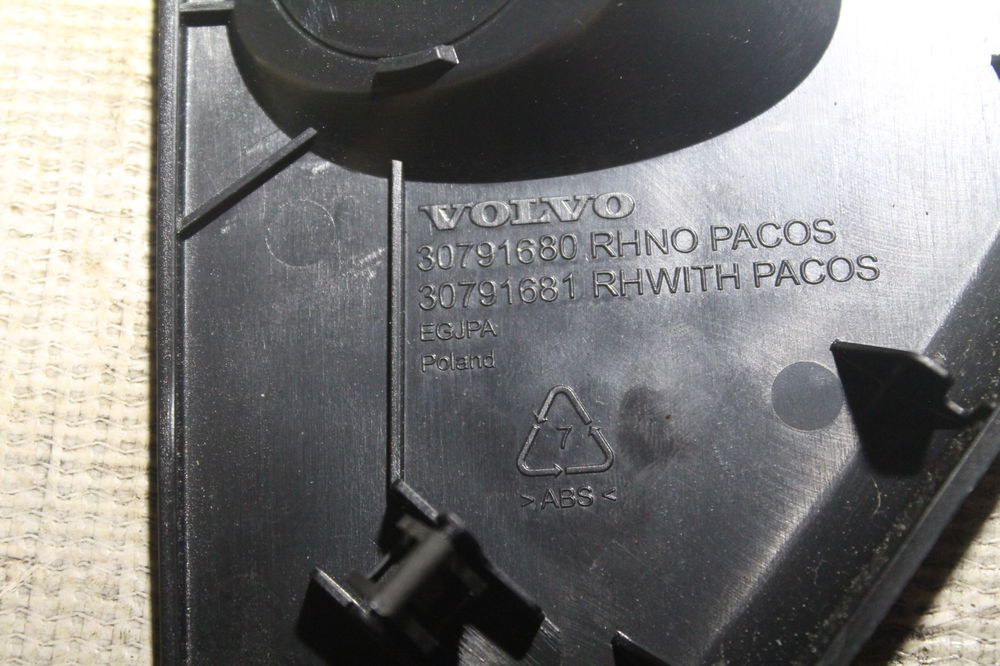 VOLVO
30791680 RHNO PACOS
30791681 RHWITH PACOS
EGJPA
Poland
7
>ABS<